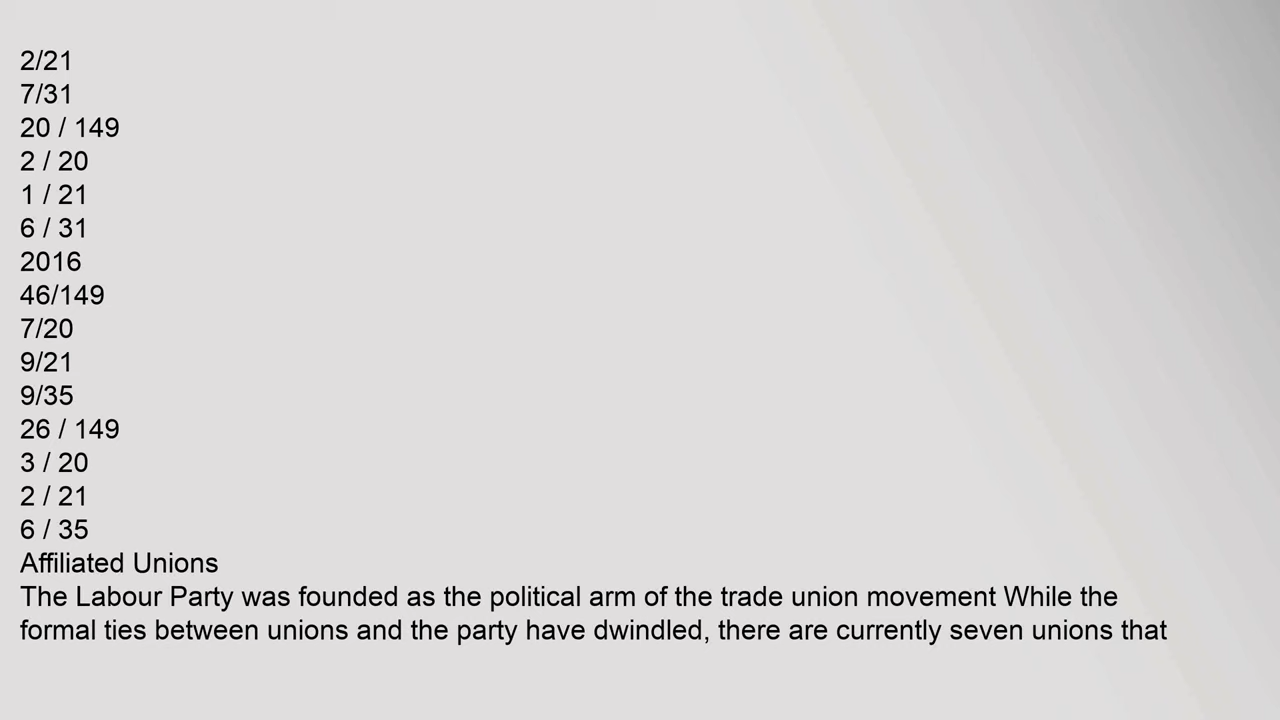 2/21
7/31
20 / 149
2 / 20
1 / 21
6 / 31
2016
46/149
7/20
9/21
9/35
26 / 149
3 / 20
2 / 21
6 / 35
Affiliated Unions
The Labour Party was founded as the political arm of the trade union movement While the
formal ties between unions and the party have dwindled, there are currently seven unions that